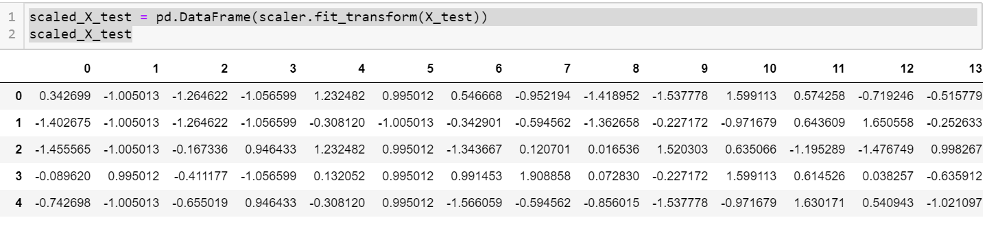 1 scaled_X_test = pd.DataFrame(scaler.fit_transform(X_test))
2 scaled_X_test
0 1 2 3 4 5 6 7 8 9 10 11 12 13
0 0.342699 -1.005013 -1.264622 -1.056599 1.232482 0.995012 0.546668 -0.952194 -1.418952 -1.537778 1.599113 0.574258 -0.719246 -0.515779
1 -1.402675 -1.005013 -1.264622 -1.056599 -0.308120 -1.005013 -0.342901 -0.594562 -1.362658 -0.227172 -0.971679 0.643609 1.650558 -0.252633
2 -1.455565 -1.005013 -0.167336 0.946433 1.232482 0.995012 -1.343667 0.120701 0.016536 1.520303 0.635066 -1.195289 -1.476749 0.998267
3 -0.089620 0.995012 -0.411177 -1.056599 0.132052 0.995012 0.991453 1.908858 0.072830 -0.227172 1.599113 0.614526 0.038257 -0.635912
4 -0.742698 -1.005013 -0.655019 0.946433 -0.308120 0.995012 -1.566059 -0.594562 -0.856015 -1.537778 -0.971679 1.630171 0.540943 -1.021097